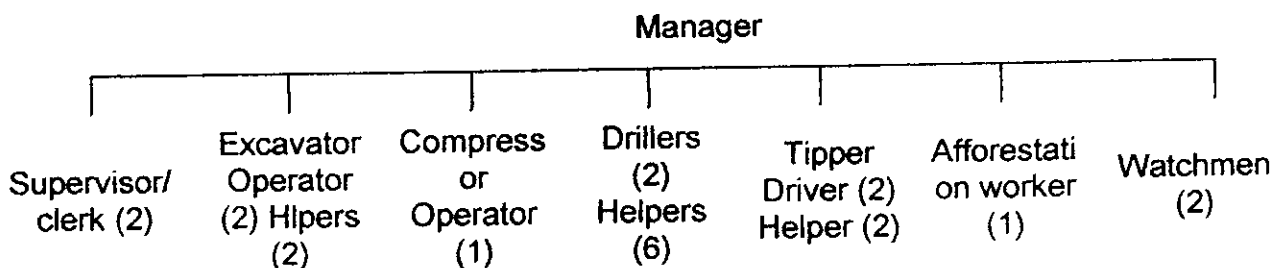 Manager
Supervisor/
clerk (2)
Excavator
Operator
(2) Hlpers
(2)
Compress
or
Operator
(1)
Drillers
(2)
Helpers
(6)
Tipper
Driver (2)
Helper (2)
Afforestati
on worker
(1)
Watchmen
(2)